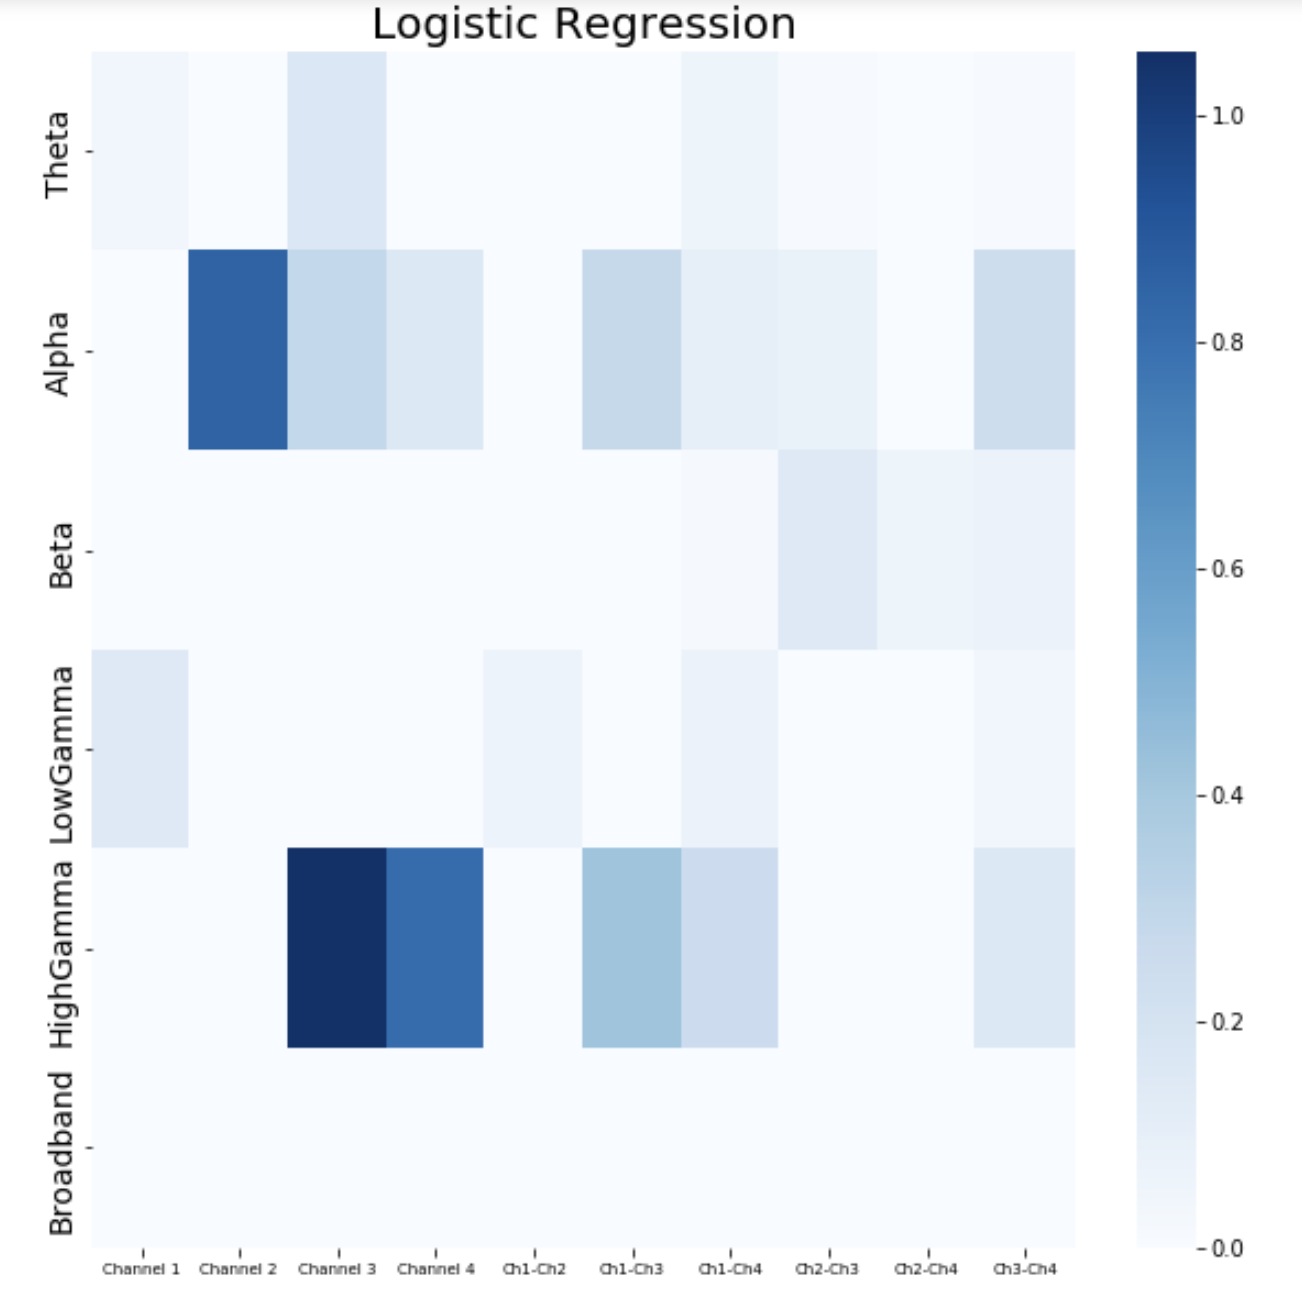 Logistic Regression
Theta
Alpha
Beta
LowGamma
HighGamma
Broadband
Channel 1 Channel 2 Channel 3 Channel 4 Ch1-Ch2 Ch1-Ch3 Ch1-Ch4 Ch2-Ch3 Ch2-Ch4 Ch3-Ch4
1.0
0.8
0.6
0.4
0.2
0.0